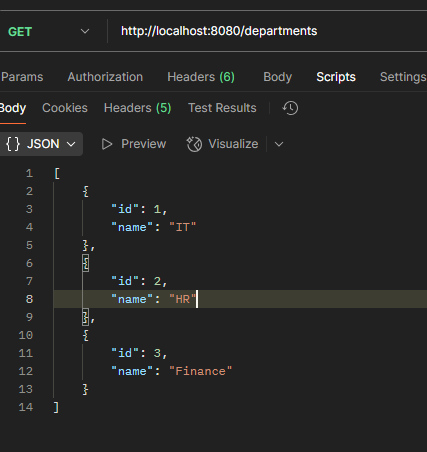 GET http://localhost:8080/departments
Params Authorization Headers (6) Body Scripts Settings
Body Cookies Headers (5) Test Results
{} JSON Preview Visualize
1 [
2 {
3 "id": 1,
4 "name": "IT"
5 },
6 {
7 "id": 2,
8 "name": "HR"
9 },
10 {
11 "id": 3,
12 "name": "Finance"
13 }
14 ]